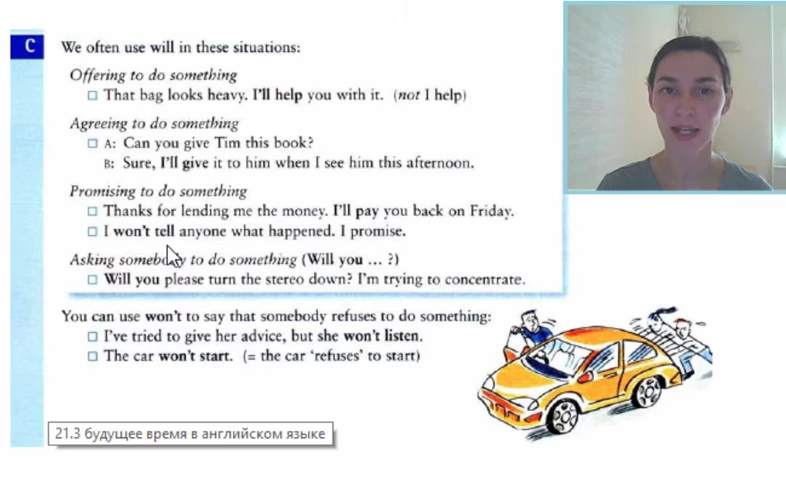 C We often use will in these situations:
Offering to do something
That bag looks heavy. I'll help you with it. (not I help)
Agreeing to do something
A: Can you give Tim this book?
B: Sure, I'll give it to him when I see him this afternoon.
Promising to do something
Thanks for lending me the money. I'll pay you back on Friday.
I won't tell anyone what happened. I promise.
Asking somebody to do something (Will you ... ?)
Will you please turn the stereo down? I'm trying to concentrate.
You can use won't to say that somebody refuses to do something:
I've tried to give her advice, but she won't listen.
The car won't start. (= the car 'refuses' to start)
21.3 будущее время в английском языке